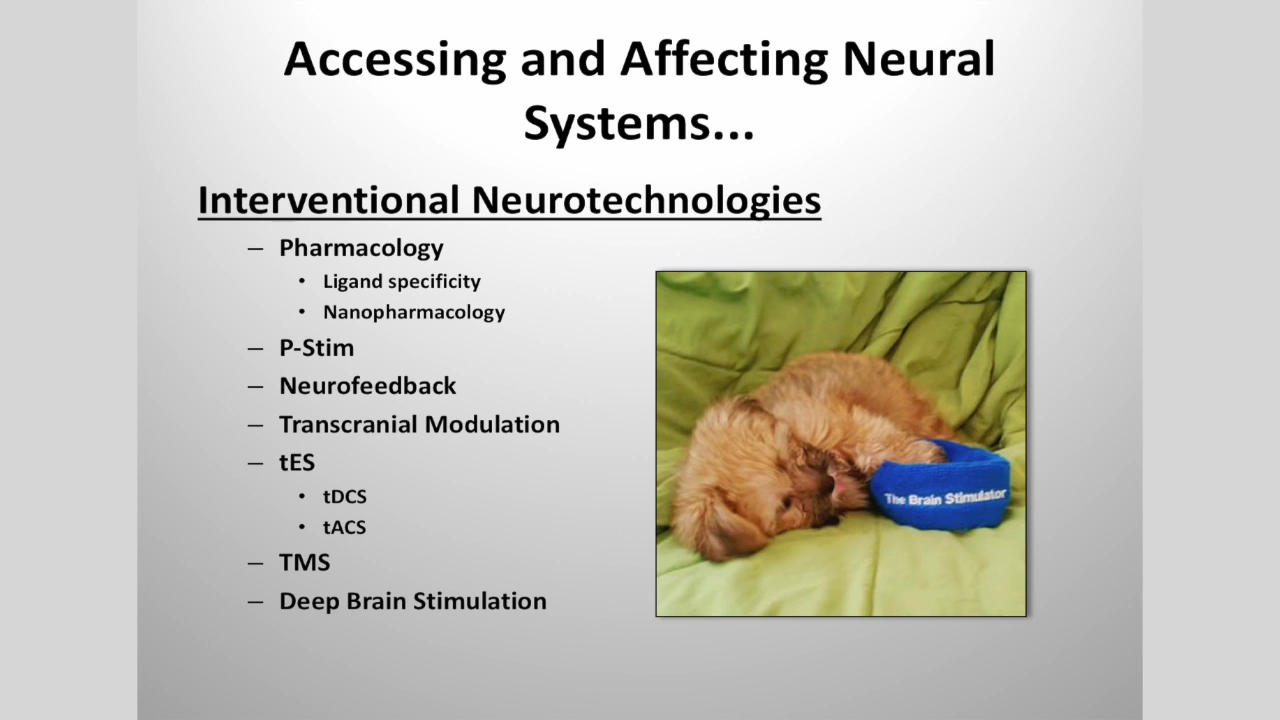 Accessing and Affecting Neural
Systems...
Interventional Neurotechnologies
– Pharmacology
• Ligand specificity
• Nanopharmacology
– P-Stim
– Neurofeedback
– Transcranial Modulation
– tES
• tDCS
• tACS
– TMS
– Deep Brain Stimulation
The Brain Stimulator